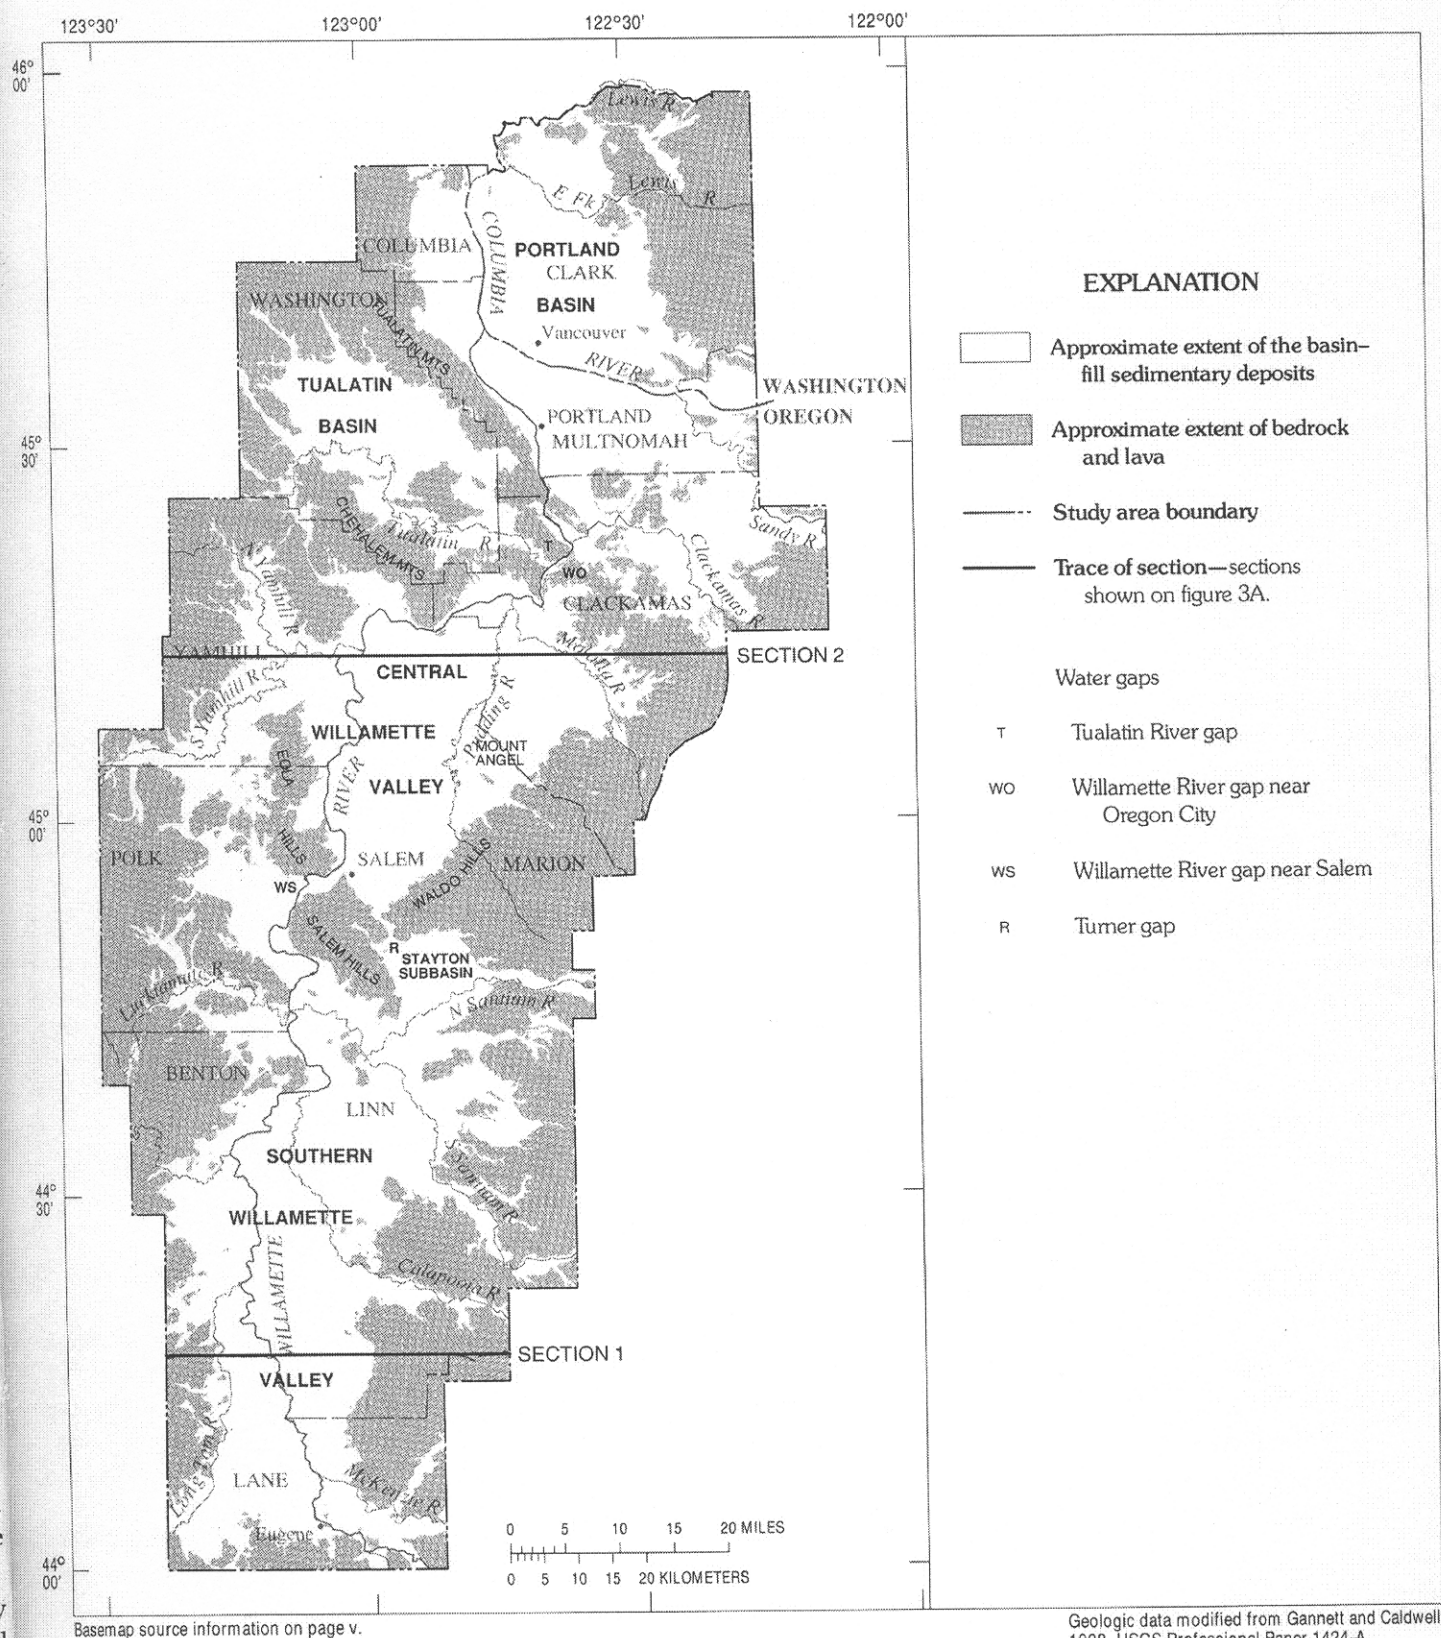 123°30'
123°00'
122°30'
122°00'
46°
00'
Lewis R
Lewis
R
E Fk
COLUMBIA
COLUMBIA
PORTLAND
CLARK
BASIN
WASHINGTON
TUALATIN MTS
Vancouver
RIVER
TUALATIN
BASIN
WASHINGTON
OREGON
PORTLAND
MULTNOMAH
45°
30'
CHEHALEM MTS
Tualatin R
Sandy R
T
WO
Clackamas R
N Yamhill R
CLACKAMAS
Molalla R
YAMHILL
SECTION 2
CENTRAL
S Yamhill R
Pudding R
WILLAMETTE
MOUNT
ANGEL
EOLA
RIVER
VALLEY
45°
00'
HILLS
SALEM
POLK
WALDO HILLS
MARION
WS
SALEM HILLS
R
STAYTON
SUBBASIN
Luckiamute R
N Santiam R
BENTON
LINN
SOUTHERN
S Santiam R
44°
30'
WILLAMETTE
WILLAMETTE
Calapooia R
SECTION 1
VALLEY
Long Tom R
LANE
McKenzie R
Eugene
44°
00'
0 5 10 15 20 MILES
0 5 10 15 20 KILOMETERS
EXPLANATION
Approximate extent of the basin–
fill sedimentary deposits
Approximate extent of bedrock
and lava
Study area boundary
Trace of section—sections
shown on figure 3A.
Water gaps
T Tualatin River gap
WO Willamette River gap near
Oregon City
WS Willamette River gap near Salem
R Turner gap
Basemap source information on page v.
Geologic data modified from Gannett and Caldwell
1998, USGS Professional Paper 1424-A